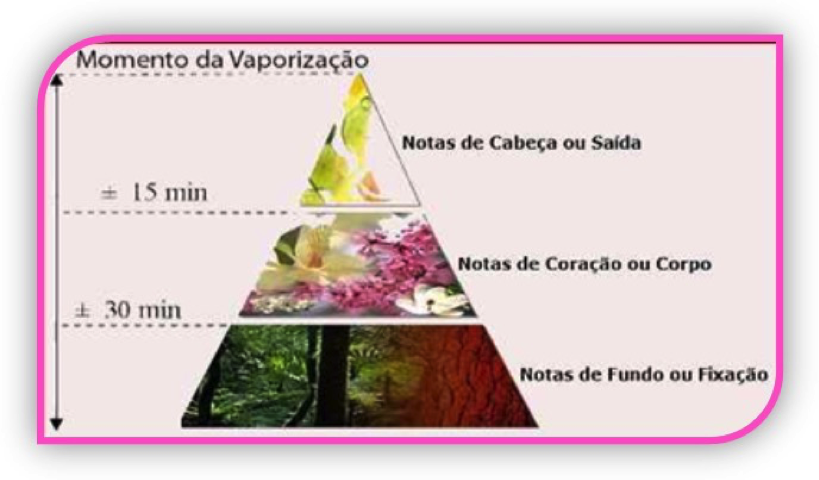 Momento da Vaporização
Notas de Cabeça ou Saída
± 15 min
Notas de Coração ou Corpo
± 30 min
Notas de Fundo ou Fixação